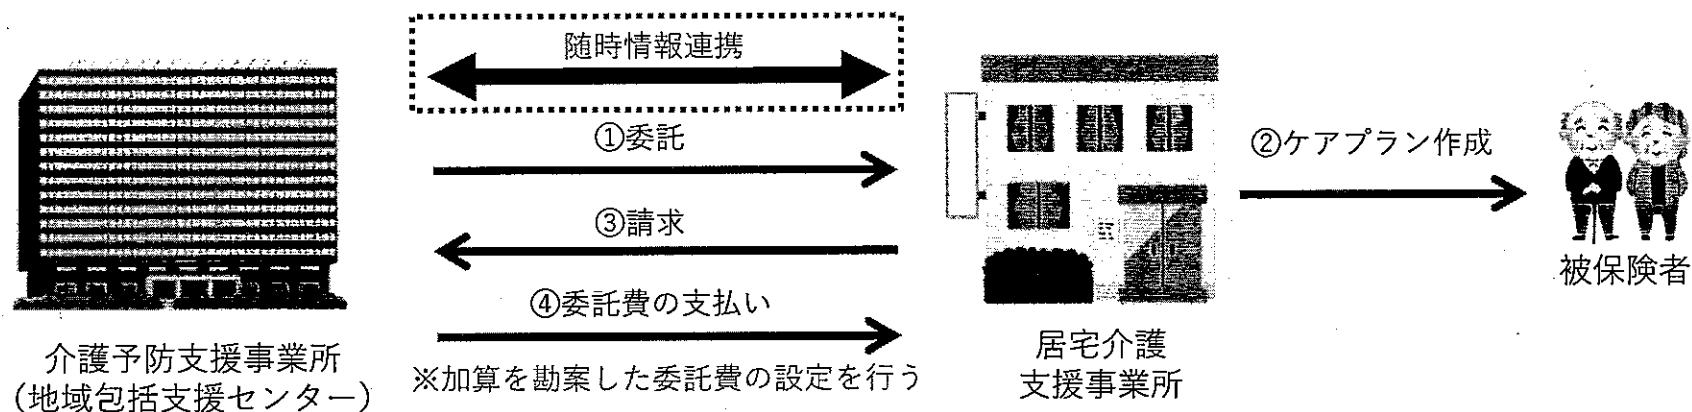 随時情報連携
①委託
②ケアプラン作成
③請求
④委託費の支払い
※加算を勘案した委託費の設定を行う
介護予防支援事業所
（地域包括支援センター）
居宅介護
支援事業所
被保険者